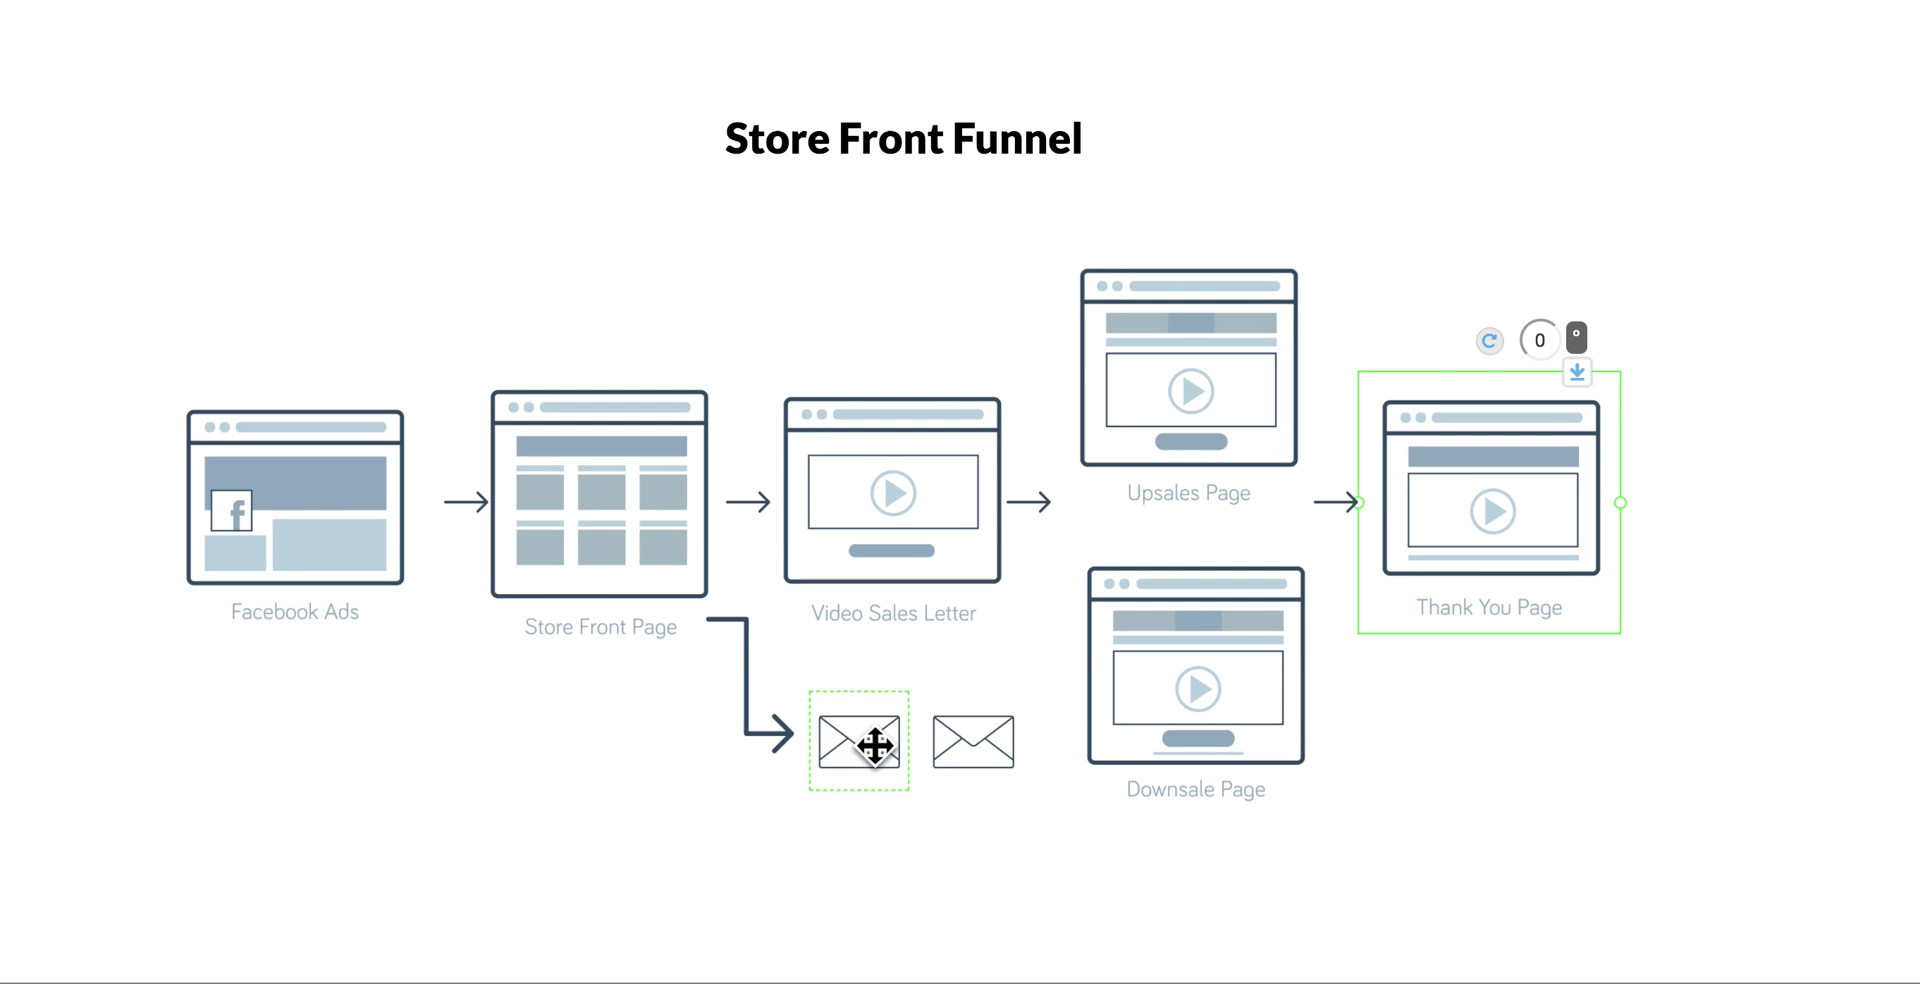 Store Front Funnel
Upsales Page
0
Facebook Ads
Store Front Page
Video Sales Letter
Thank You Page
Downsale Page